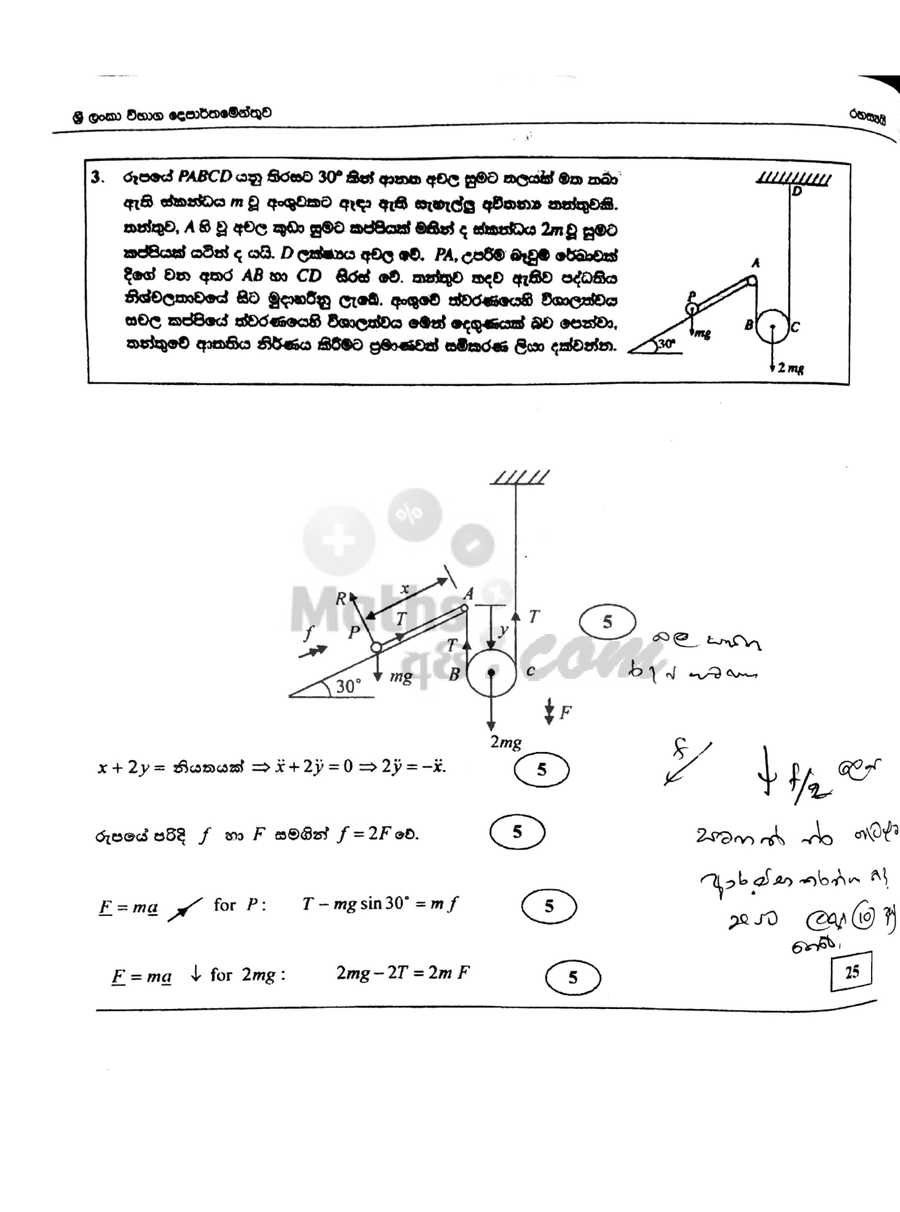 ශ්‍රී ලංකා විභාග දෙපාර්තමේන්තුව
3. රූපයේ PABCD යනු තිරසට 30° කින් ආනත අචල සුමට තලයක් මත තබා
ඇති ස්කන්ධය m වූ අංශුවකට ඈඳා ඇති සැහැල්ලු අවිතන්‍ය තන්තුවකි.
තන්තුව, A හි වූ අචල කුඩා සුමට කප්පියක් මතින් ද ස්කන්ධය 2m වූ සුමට
කප්පියක් යටින් ද යයි. D ලක්ෂ්‍යය අචල වේ. PA, උපරිම බෑවුම් රේඛාවක්
දිගේ වන අතර AB හා CD සිරස් වේ. තන්තුව තදව ඇතිව පද්ධතිය
නිශ්චලතාවයේ සිට මුදාහරිනු ලැබේ. අංශුවේ ත්වරණයෙහි විශාලත්වය
සචල කප්පියේ ත්වරණයෙහි විශාලත්වය මෙන් දෙගුණයක් බව පෙන්වා,
තන්තුවේ ආතතිය නිර්ණය කිරීමට ප්‍රමාණවත් සමීකරණ ලියා දක්වන්න.
D
A
P
mg
B
C
30°
2 mg
Maths
.com
x
R
A
T
T
5
f
P
y
T
mg
B
c
30°
F
2mg
x + 2y = නියතයක් ⇒ ẍ + 2ÿ = 0 ⇒ 2ÿ = −ẍ.
5
f
f/2
රූපයේ පරිදි f හා F සමගින් f = 2F වේ.
5
F = ma for P : T − mg sin 30° = m f
5
F = ma ↓ for 2mg : 2mg − 2T = 2m F
5
25